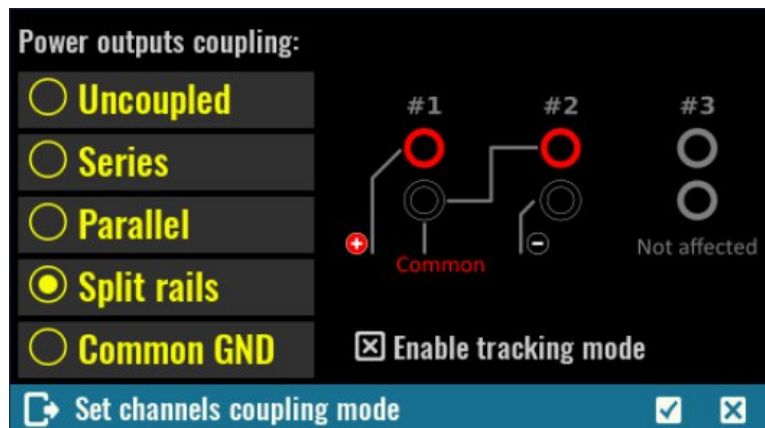 Power outputs coupling:
Uncoupled
Series
Parallel
Split rails
Common GND
#1 #2 #3
+
-
Common
Not affected
Enable tracking mode
Set channels coupling mode